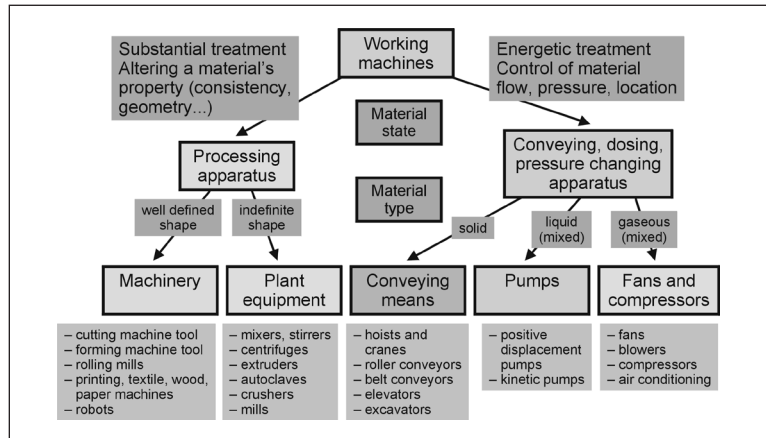 Substantial treatment
Altering a material's
property (consistency,
geometry...)
Working
machines
Energetic treatment
Control of material
flow, pressure, location
Material
state
Processing
apparatus
Conveying, dosing,
pressure changing
apparatus
Material
type
well defined
shape
indefinite
shape
solid
liquid
(mixed)
gaseous
(mixed)
Machinery
Plant
equipment
Conveying
means
Pumps
Fans and
compressors
– cutting machine tool
– forming machine tool
– rolling mills
– printing, textile, wood,
paper machines
– robots
– mixers, stirrers
– centrifuges
– extruders
– autoclaves
– crushers
– mills
– hoists and
cranes
– roller conveyors
– belt conveyors
– elevators
– excavators
– positive
displacement
pumps
– kinetic pumps
– fans
– blowers
– compressors
– air conditioning